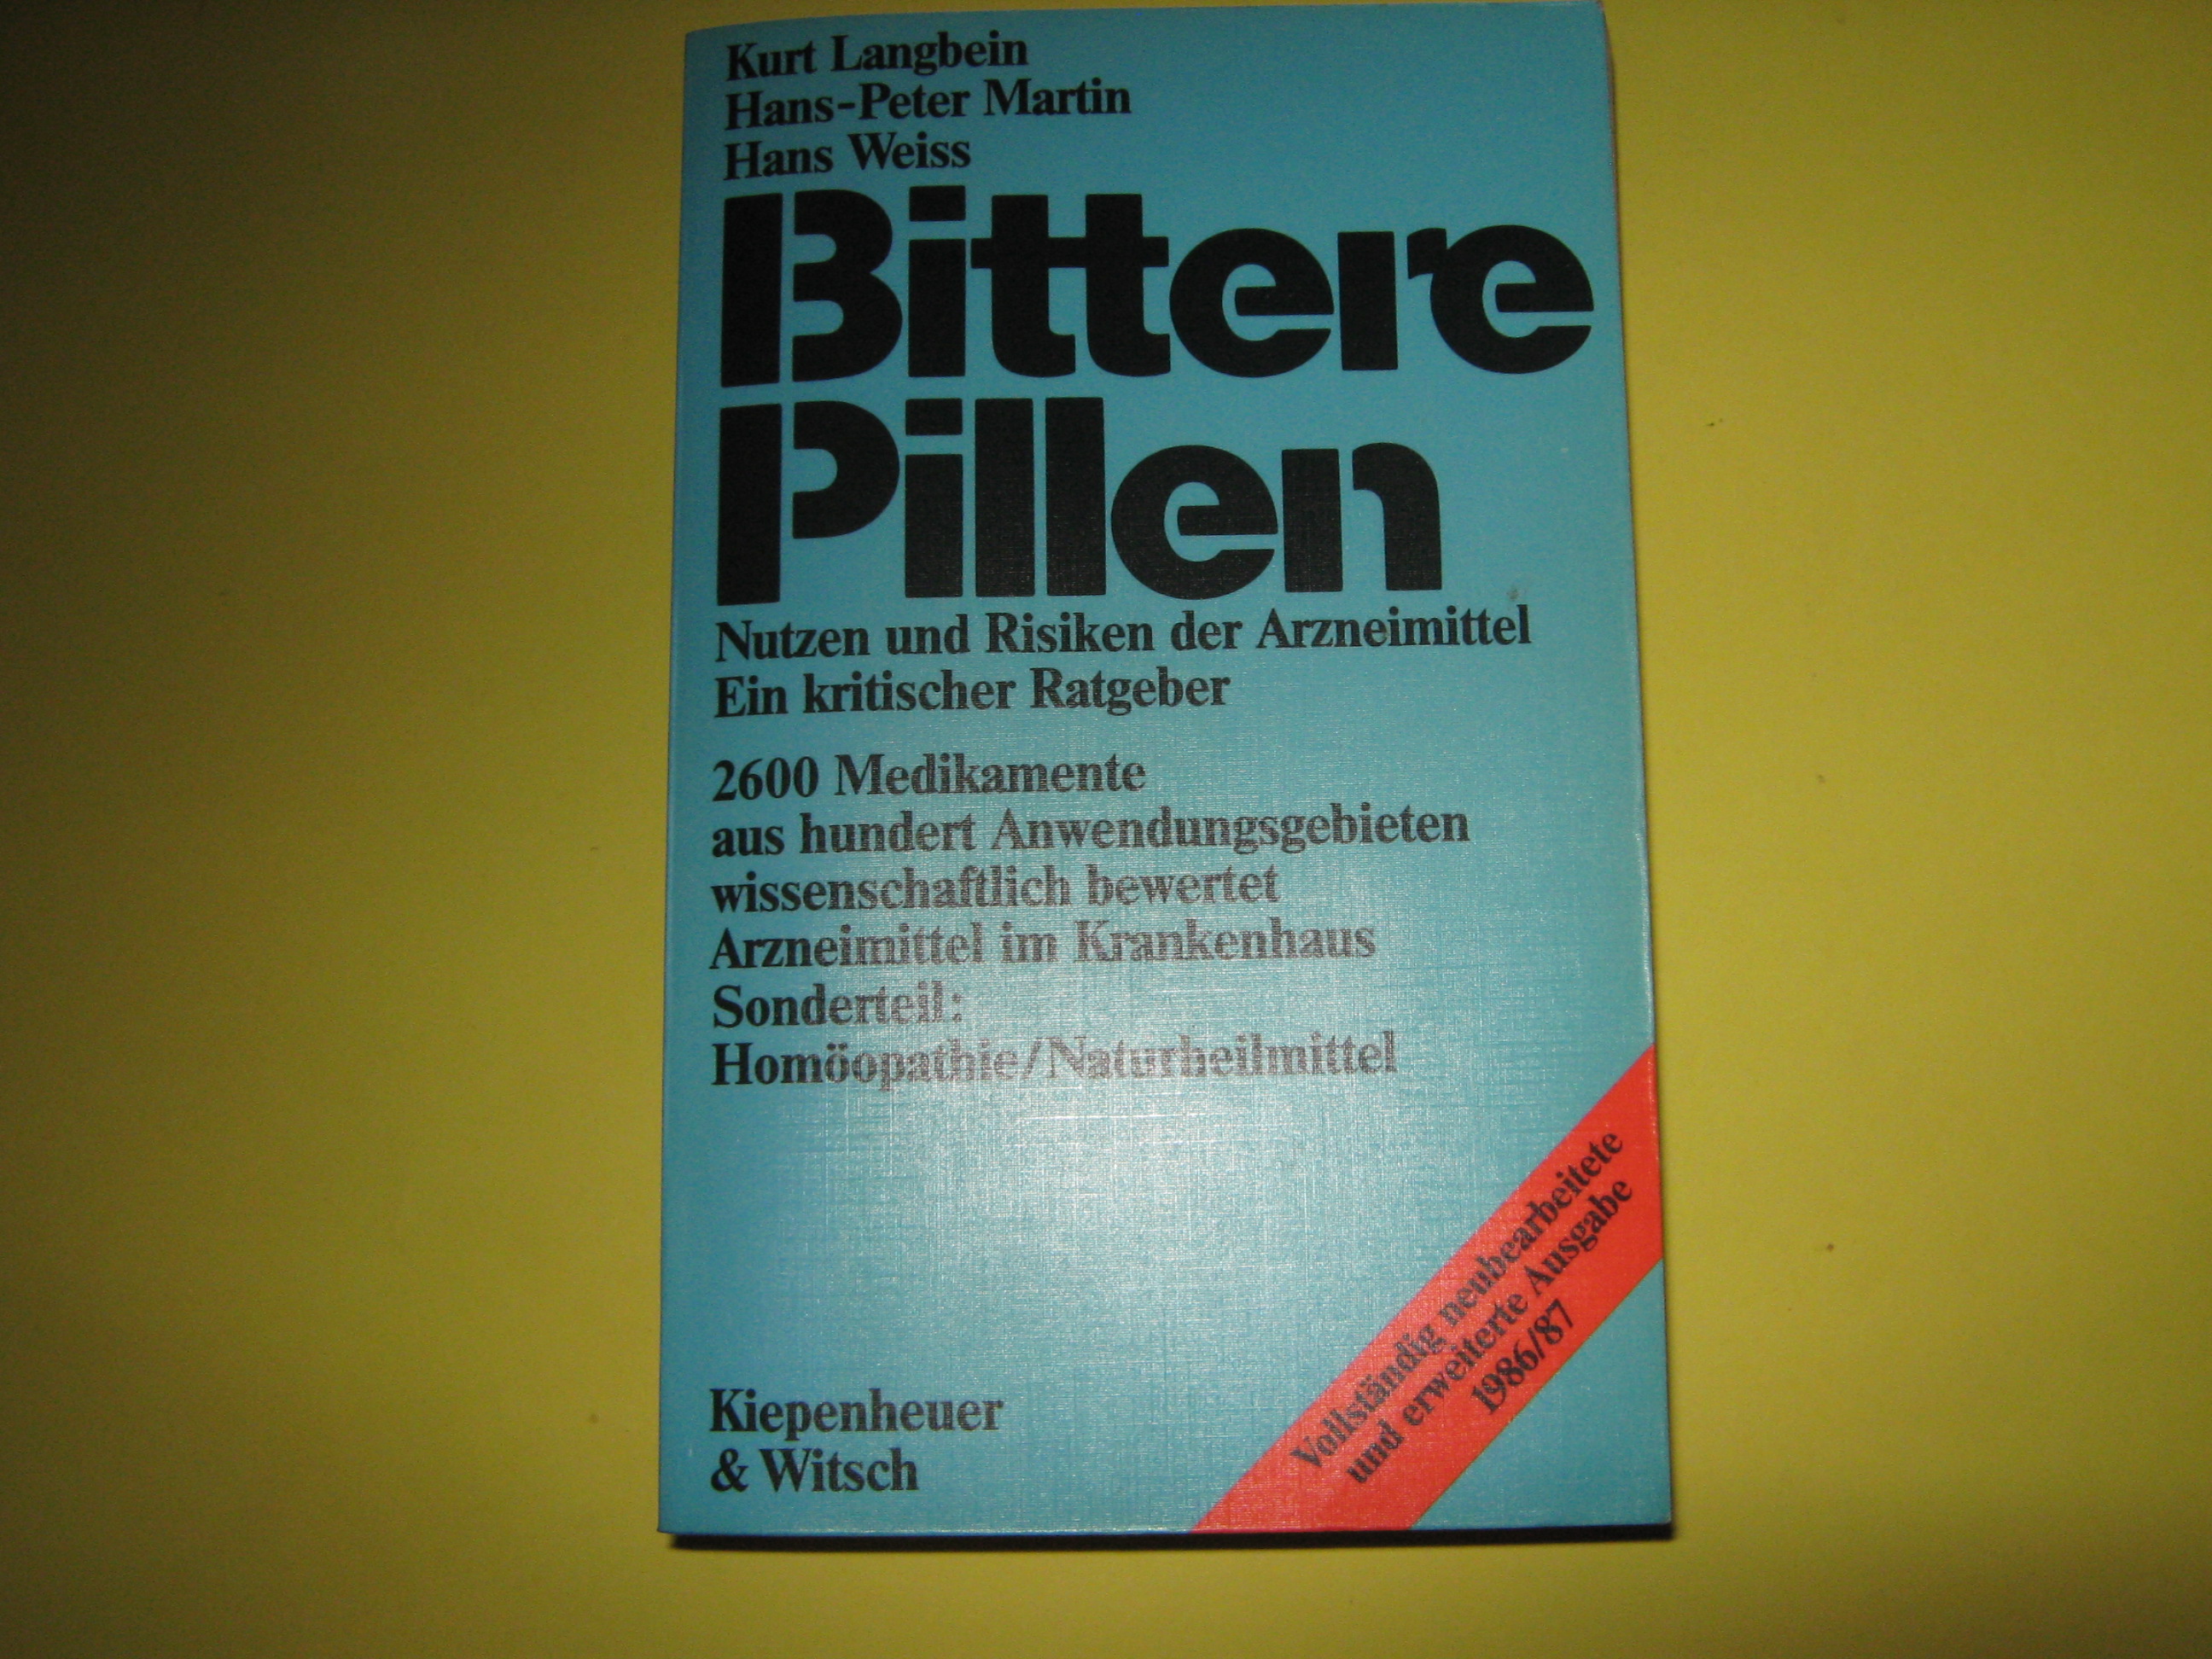 Kurt Langbein
Hans-Peter Martin
Hans Weiss
Bittere
Pillen
Nutzen und Risiken der Arzneimittel
Ein kritischer Ratgeber
2600 Medikamente
aus hundert Anwendungsgebieten
wissenschaftlich bewertet
Arzneimittel im Krankenhaus
Sonderteil:
Homöopathie/Naturheilmittel
Vollständig neubearbeitete
und erweiterte Ausgabe
1986/87
Kiepenheuer
& Witsch